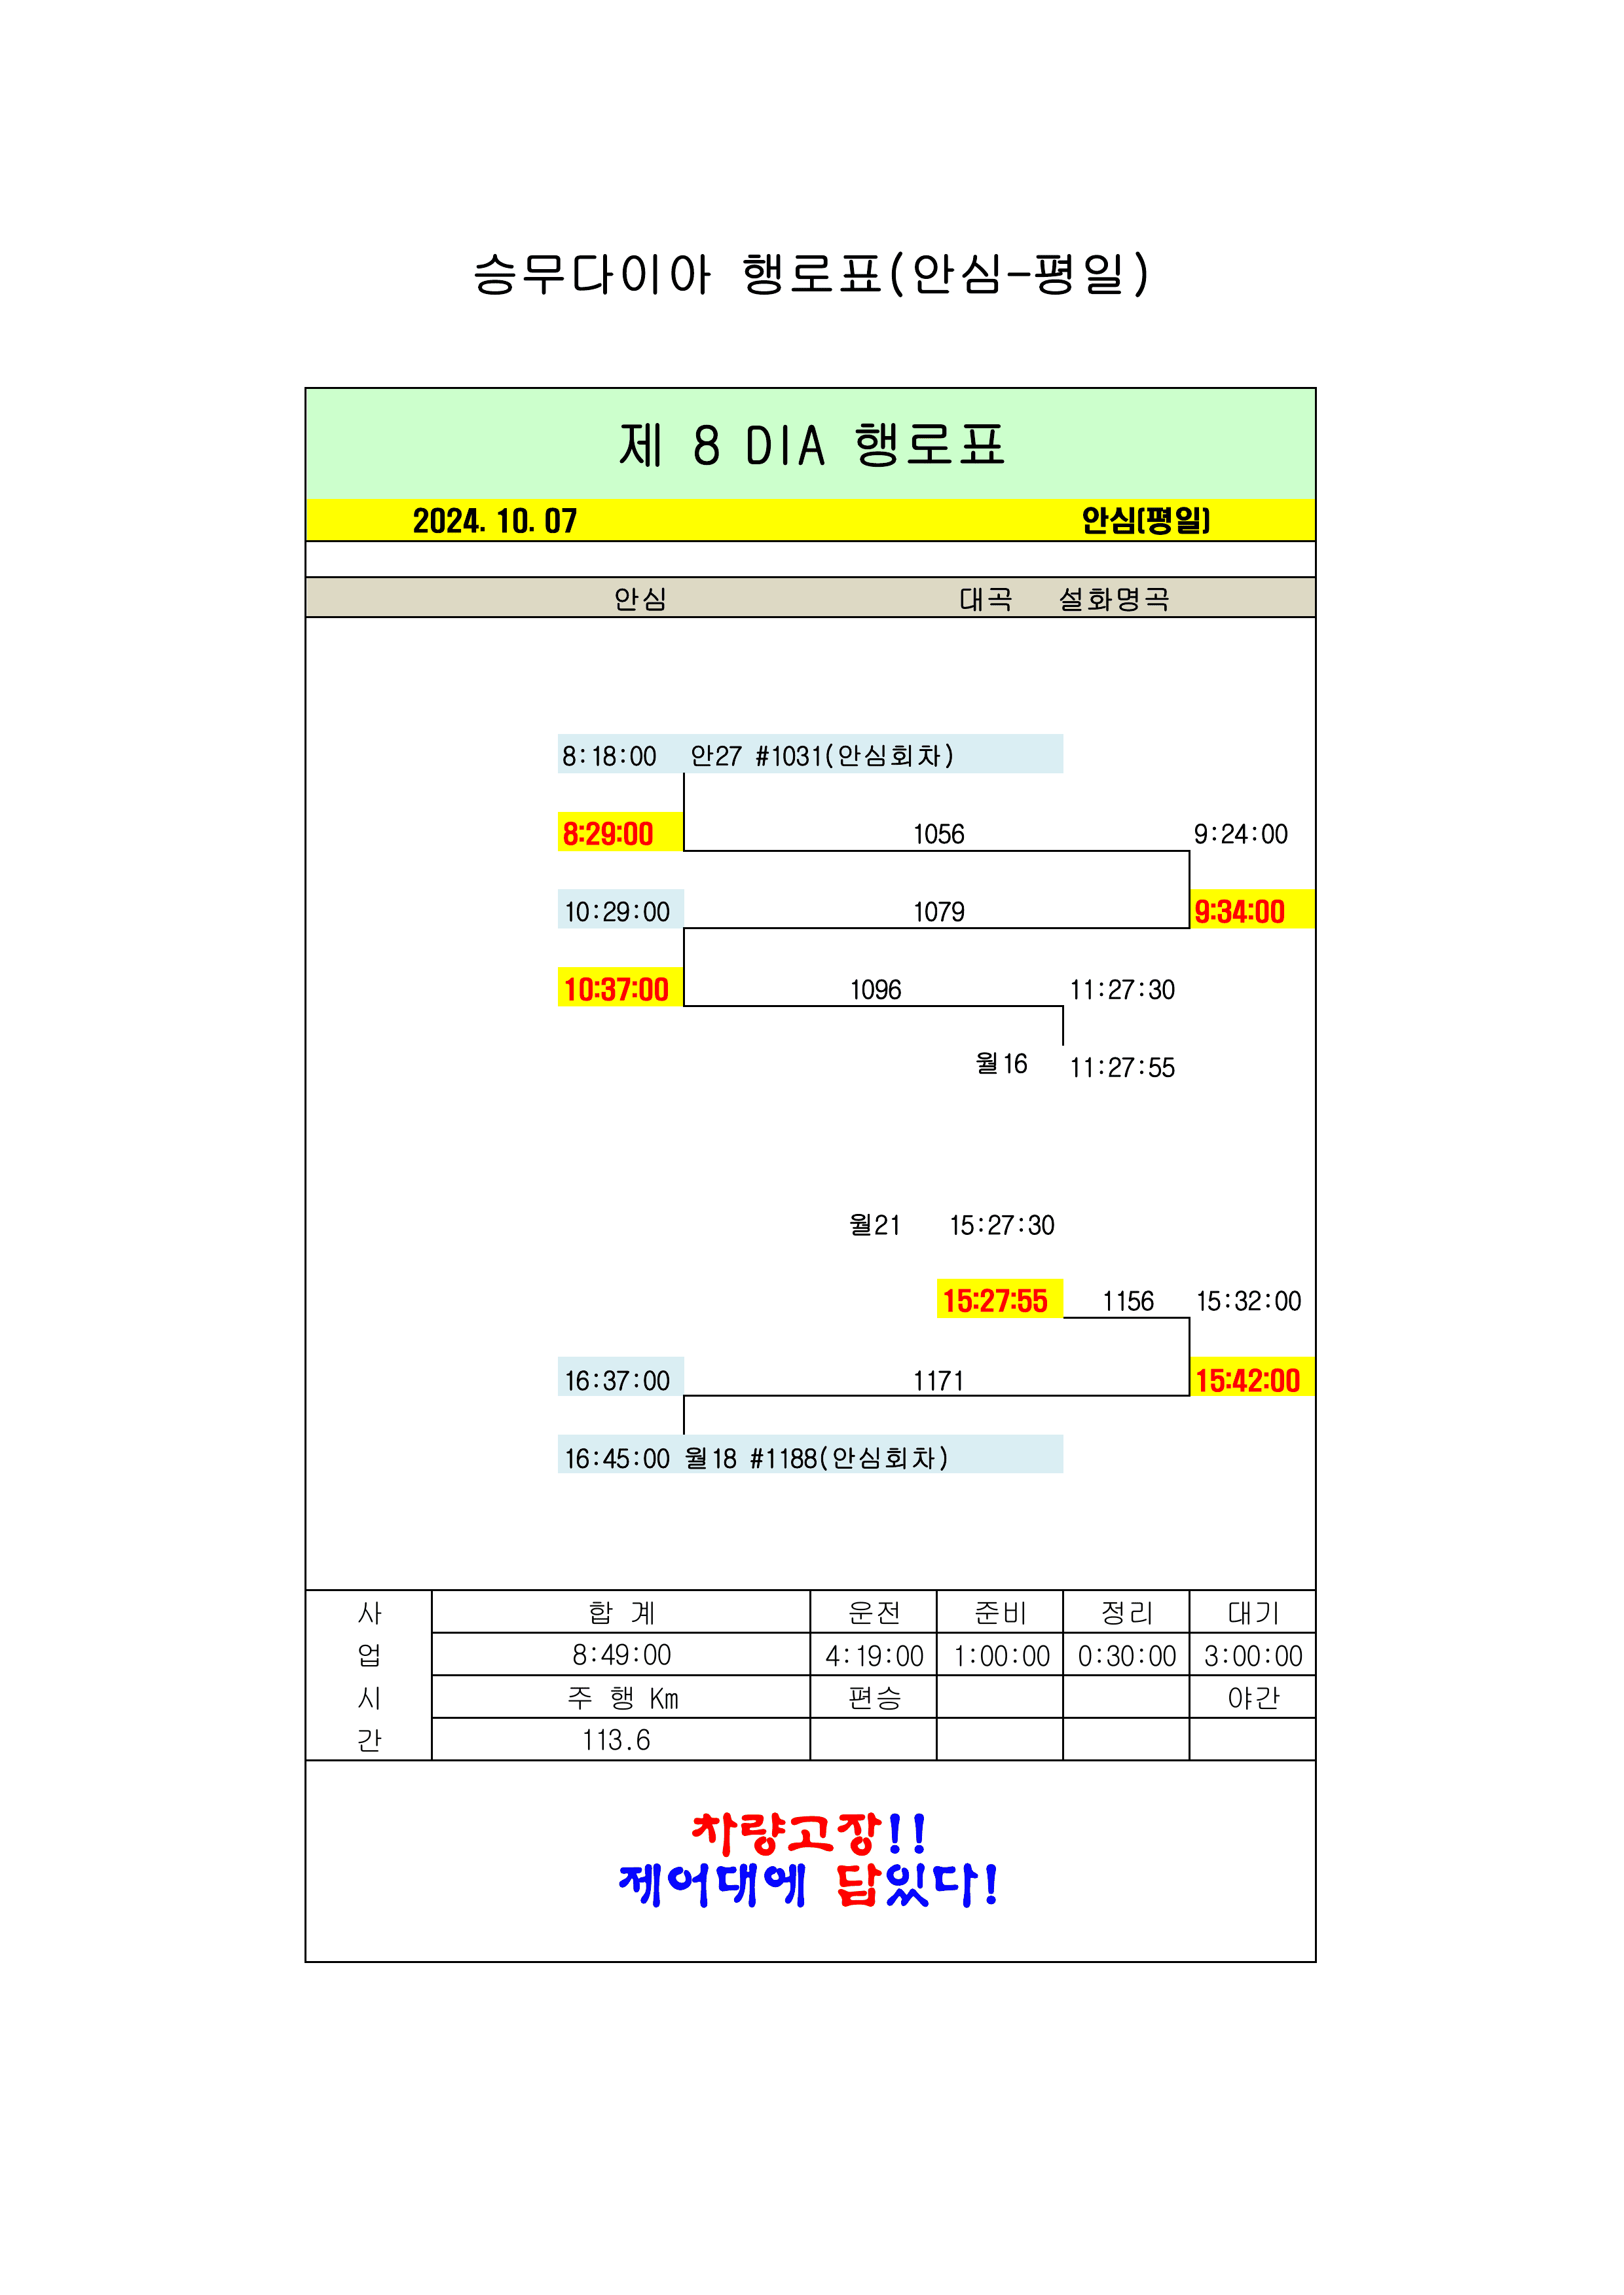 승무다이아 행로표(안심-평일)
제 8 DIA 행로표
2024. 10. 07 안심(평일)
안심 대곡 설화명곡
8:18:00 안27 #1031(안심회차)
8:29:00 1056 9:24:00
10:29:00 1079 9:34:00
10:37:00 1096 11:27:30
월16 11:27:55
월21 15:27:30
15:27:55 1156 15:32:00
16:37:00 1171 15:42:00
16:45:00 월18 #1188(안심회차)
사 합 계 운전 준비 정리 대기
업 8:49:00 4:19:00 1:00:00 0:30:00 3:00:00
시 주 행 Km 편승 야간
간 113.6
차량고장!!
제어대에 답있다!